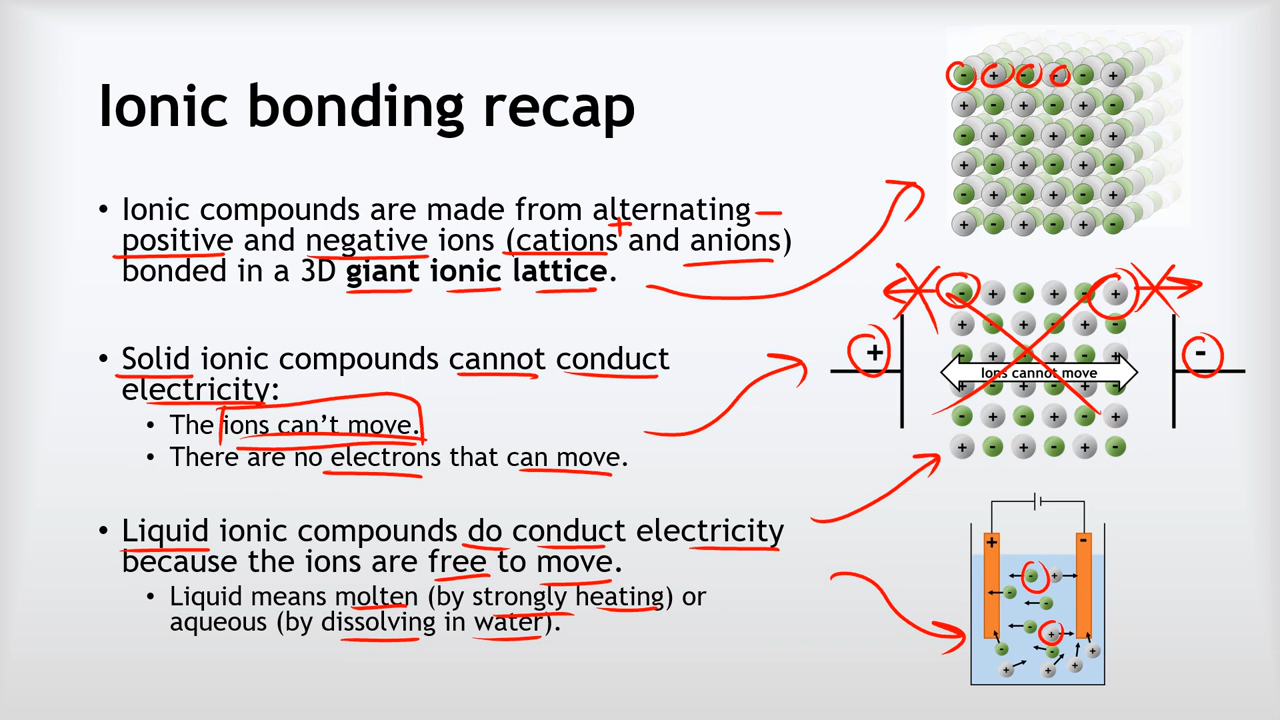 Ionic bonding recap
• Ionic compounds are made from alternating
positive and negative ions (cations and anions)
bonded in a 3D giant ionic lattice.
• Solid ionic compounds cannot conduct
electricity:
• The ions can't move.
• There are no electrons that can move.
• Liquid ionic compounds do conduct electricity
because the ions are free to move.
• Liquid means molten (by strongly heating) or
aqueous (by dissolving in water).
+
Ions cannot move
-
+ -